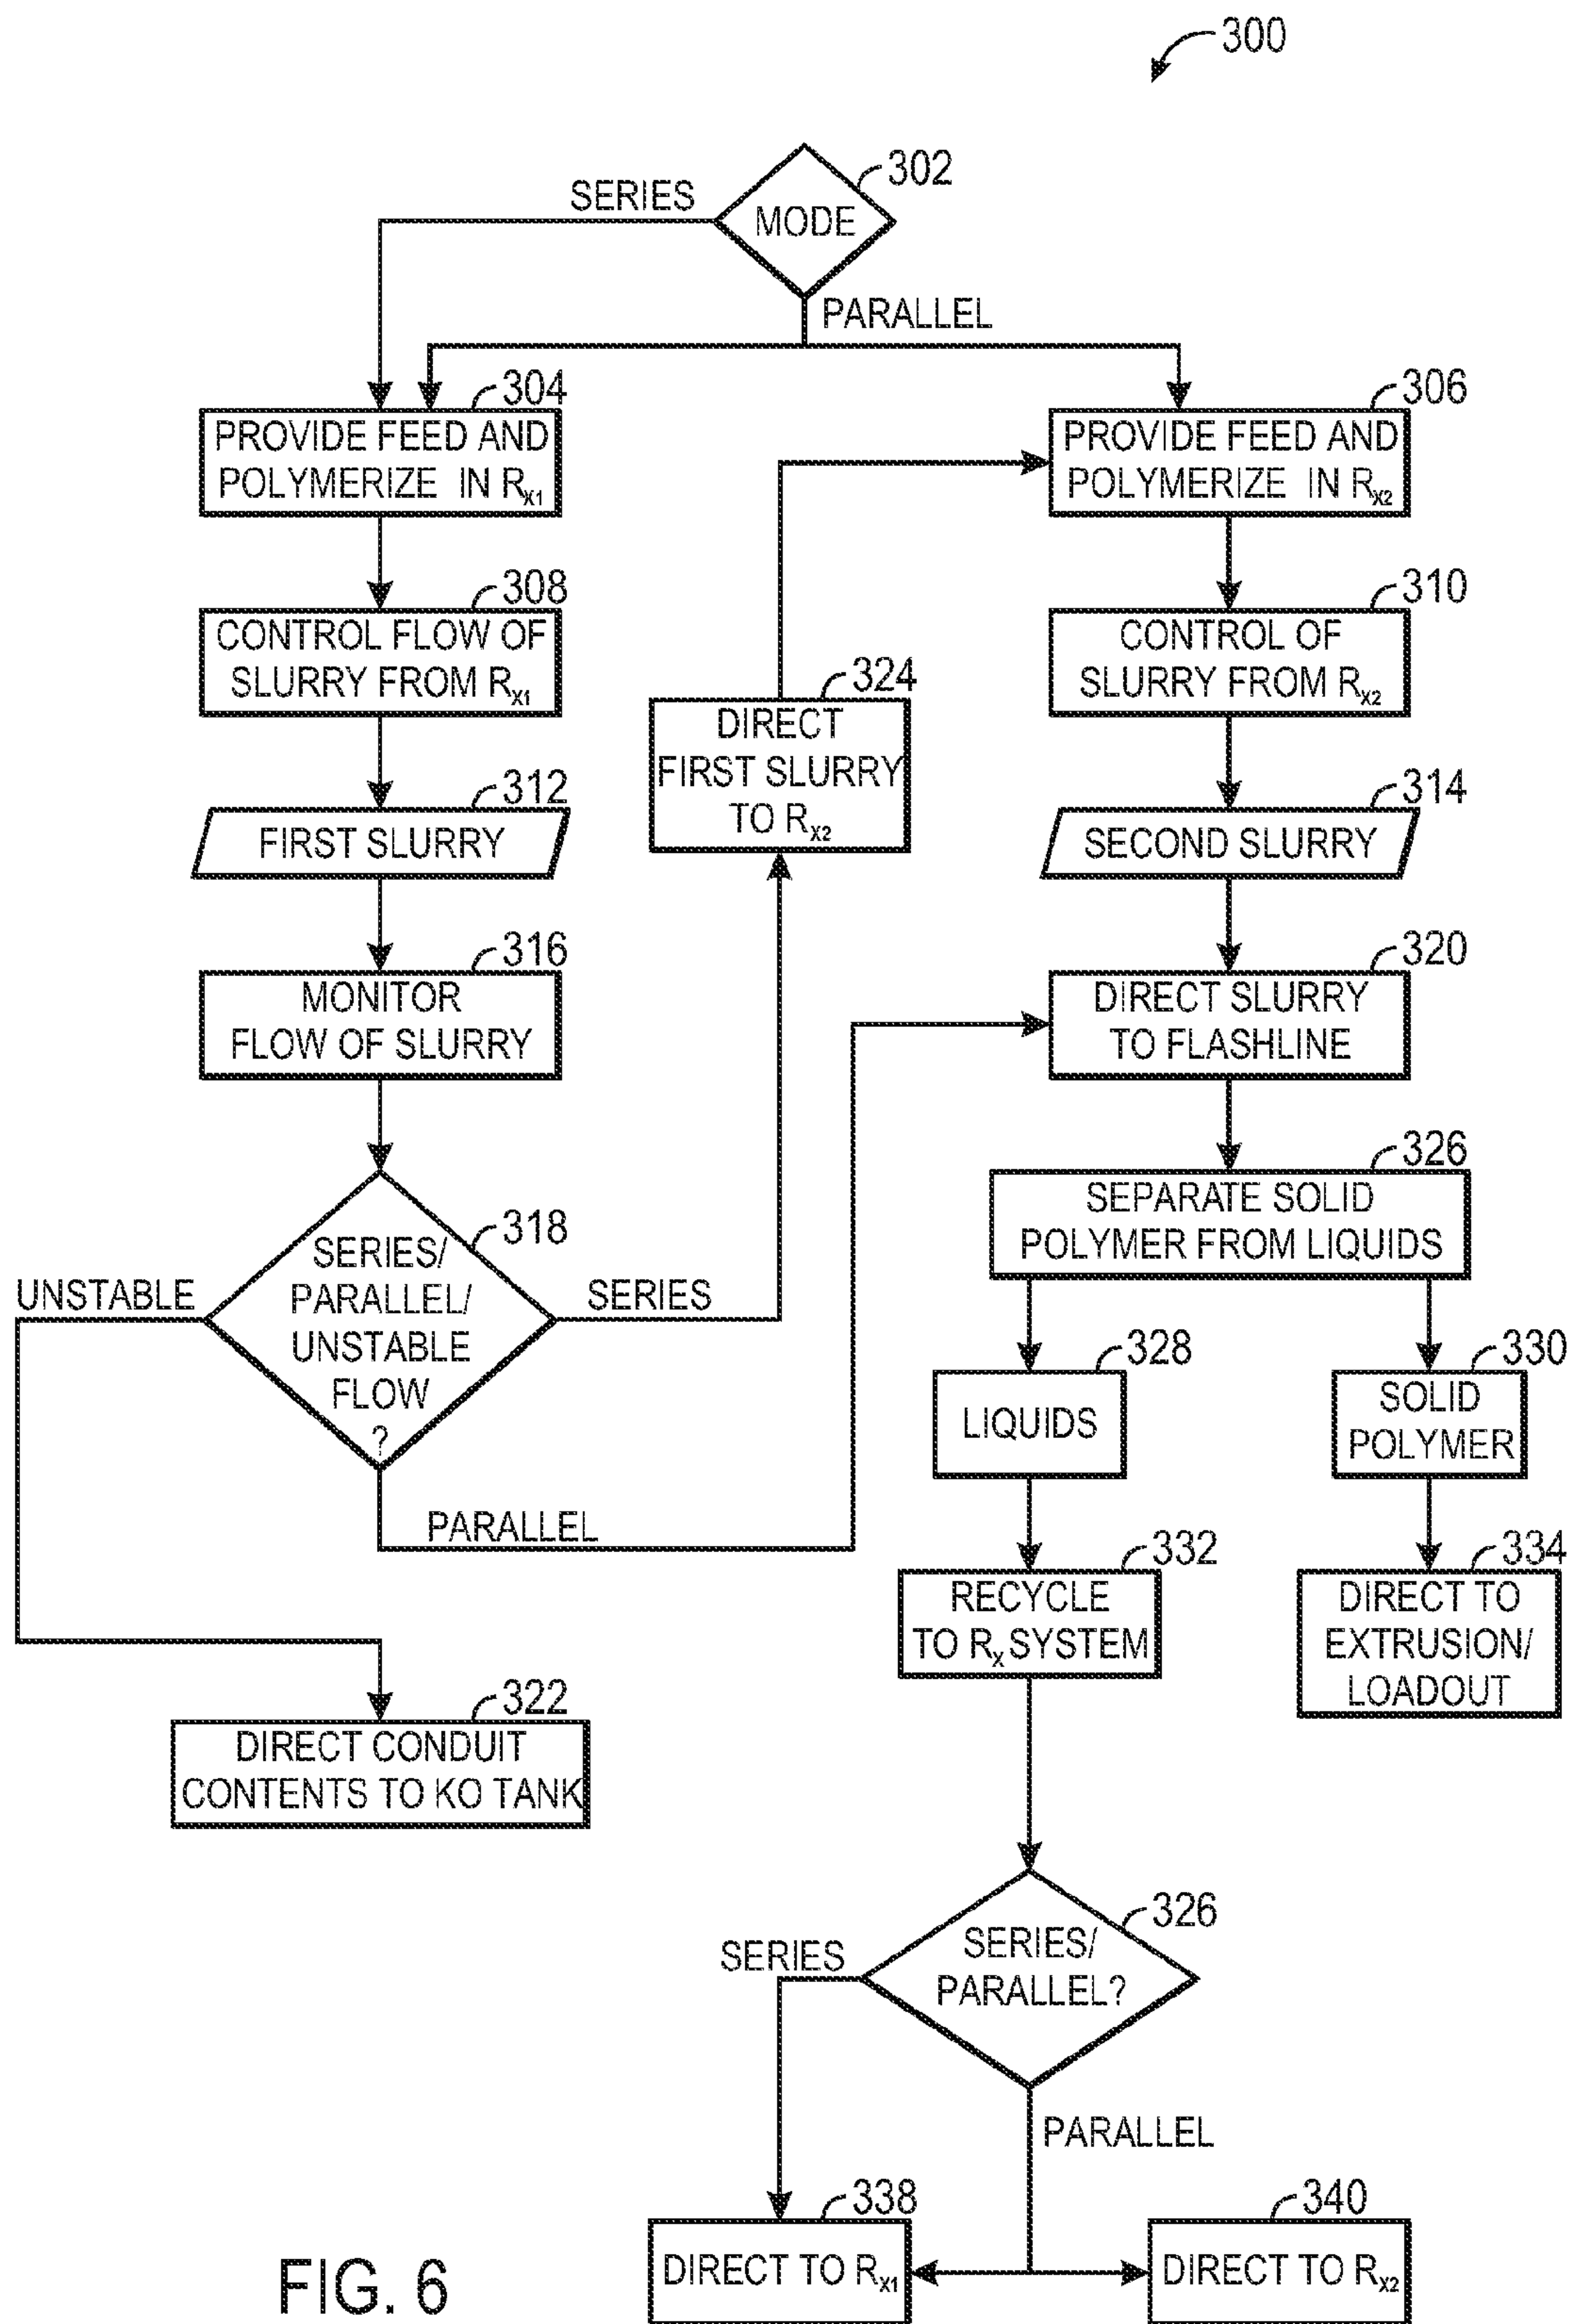 300
302
SERIES
MODE
PARALLEL
304
PROVIDE FEED AND
POLYMERIZE IN RX1
306
PROVIDE FEED AND
POLYMERIZE IN RX2
308
CONTROL FLOW OF
SLURRY FROM RX1
310
CONTROL OF
SLURRY FROM RX2
324
DIRECT
FIRST SLURRY
TO RX2
312
FIRST SLURRY
314
SECOND SLURRY
316
MONITOR
FLOW OF SLURRY
320
DIRECT SLURRY
TO FLASHLINE
326
SEPARATE SOLID
POLYMER FROM LIQUIDS
318
SERIES/
PARALLEL/
UNSTABLE
FLOW
?
UNSTABLE
SERIES
PARALLEL
328
LIQUIDS
330
SOLID
POLYMER
332
RECYCLE
TO RX SYSTEM
334
DIRECT TO
EXTRUSION/
LOADOUT
322
DIRECT CONDUIT
CONTENTS TO KO TANK
326
SERIES/
PARALLEL?
SERIES
PARALLEL
338
DIRECT TO RX1
340
DIRECT TO RX2
FIG. 6